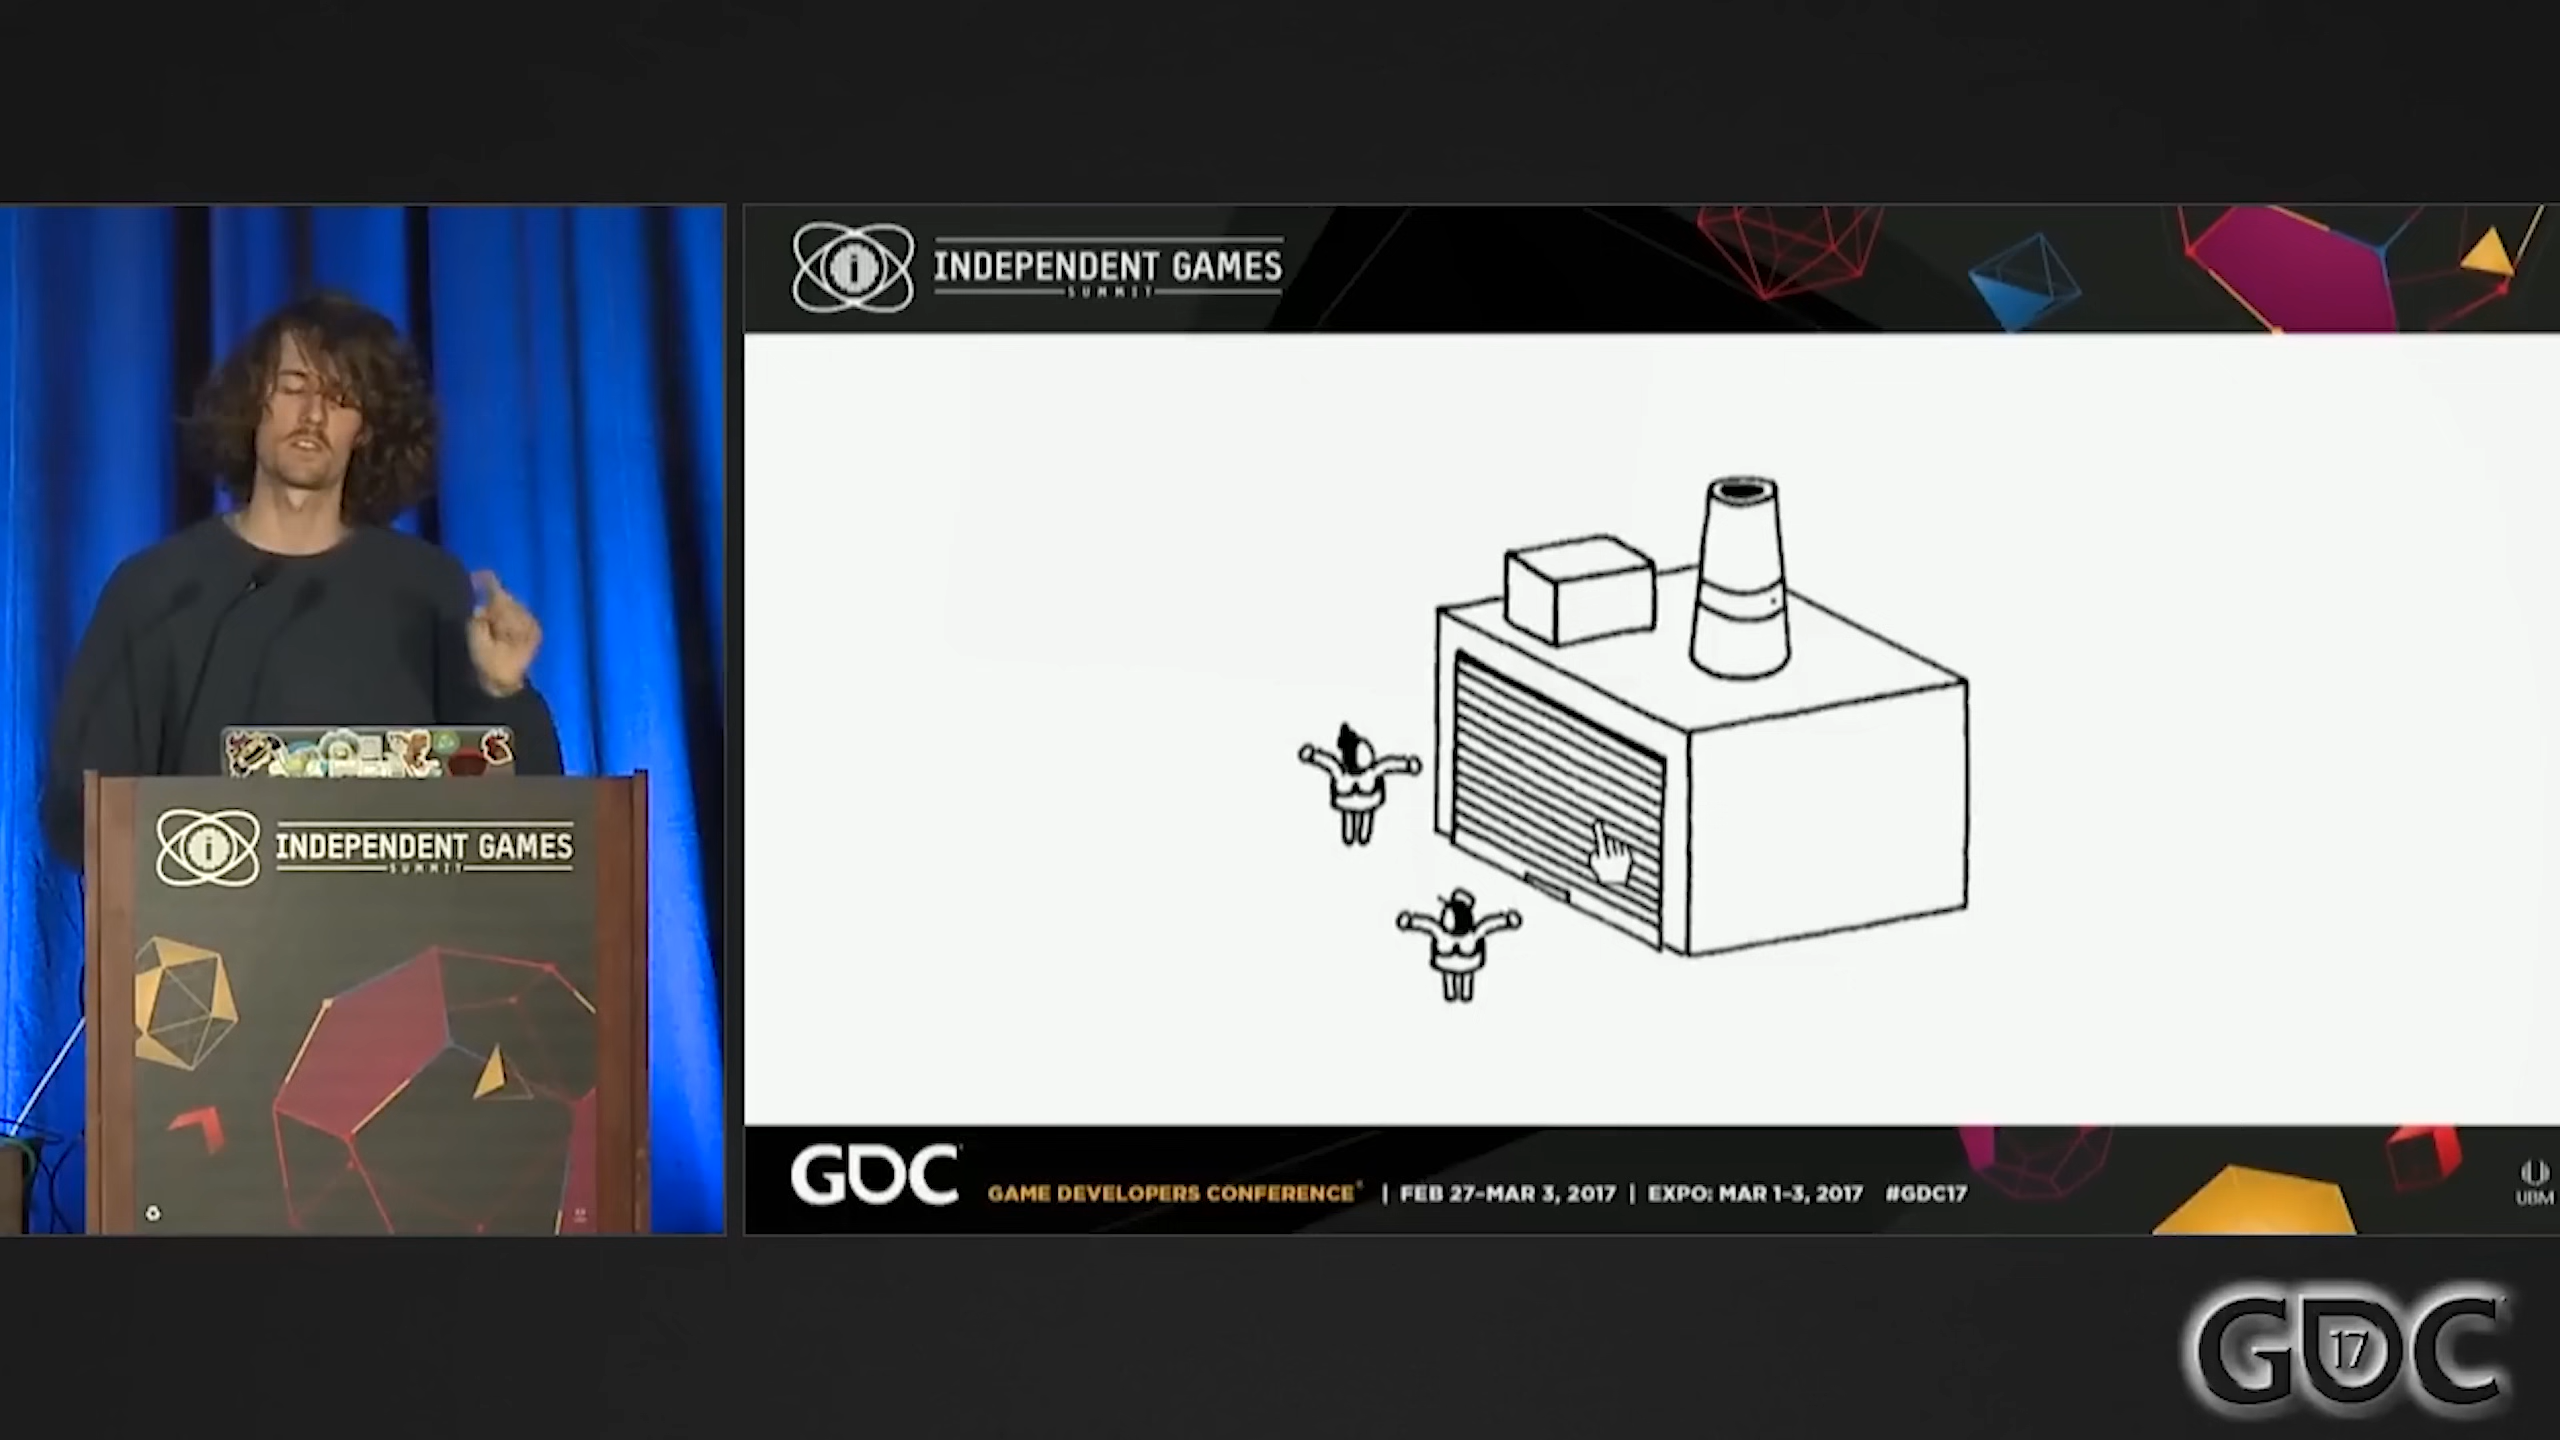 INDEPENDENT GAMES
SUMMIT
i
INDEPENDENT GAMES
SUMMIT
i
GDC
GAME DEVELOPERS CONFERENCE | FEB 27-MAR 3, 2017 | EXPO: MAR 1-3, 2017 #GDC17
UBM
GDC
17